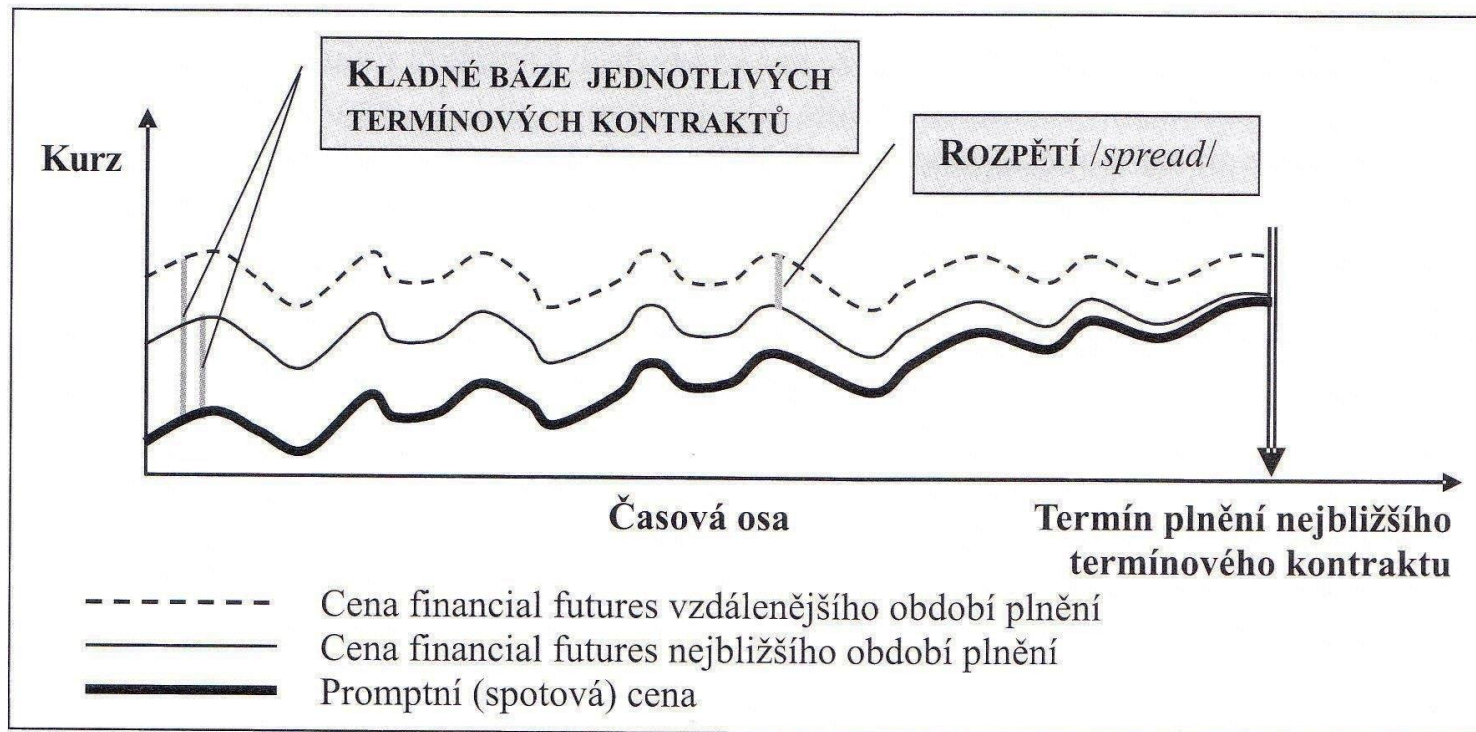 KLADNÉ BÁZE JEDNOTLIVÝCH
TERMÍNOVÝCH KONTRAKTŮ
Kurz
ROZPĚTÍ /spread/
Časová osa
Termín plnění nejbližšího
termínového kontraktu
Cena financial futures vzdálenějšího období plnění
Cena financial futures nejbližšího období plnění
Promptní (spotová) cena